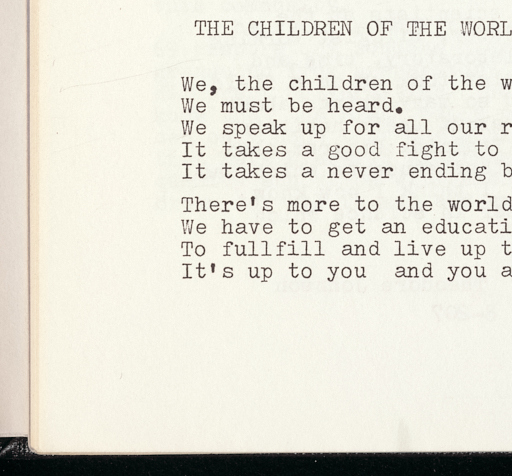 THE CHILDREN OF THE WORL
We, the children of the w
We must be heard.
We speak up for all our r
It takes a good fight to
It takes a never ending b
There's more to the world
We have to get an educati
To fullfill and live up t
It's up to you  and you a